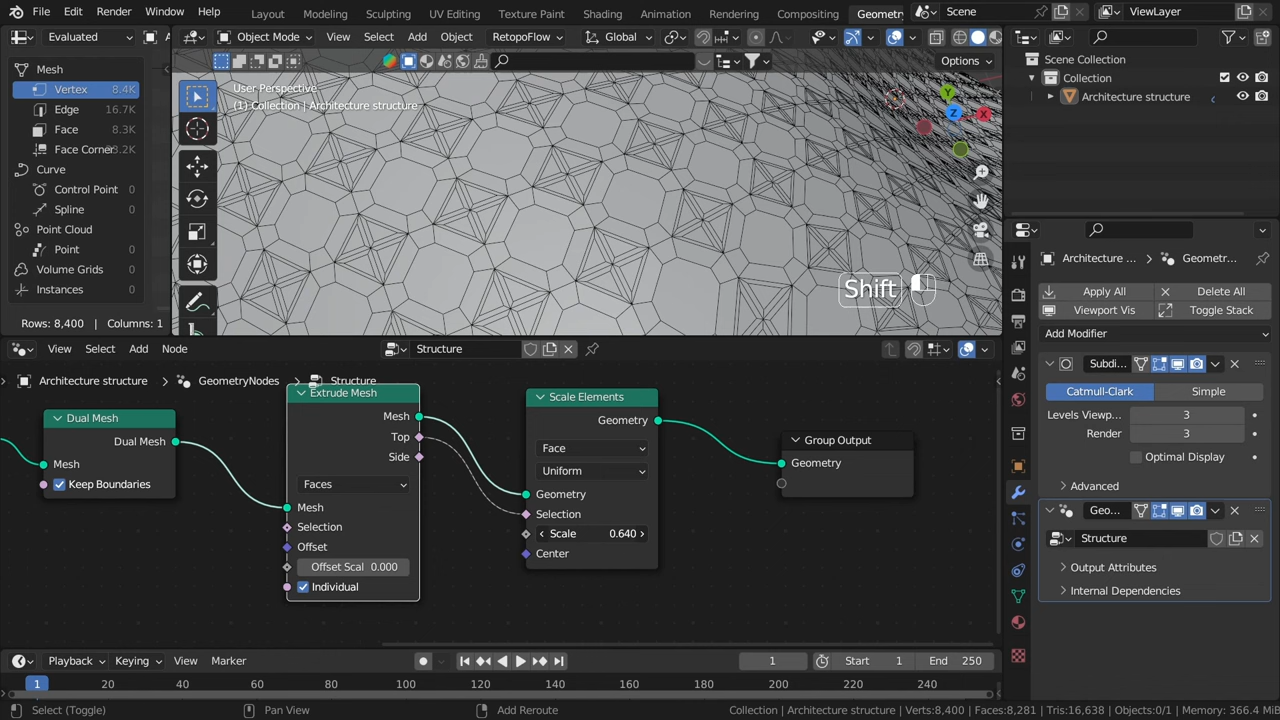 File Edit Render Window Help Layout Modeling Sculpting UV Editing Texture Paint Shading Animation Rendering Compositing Geometry Scene ViewLayer
Evaluated Object Mode View Select Add Object RetopoFlow Global
Options
Mesh
Vertex 8.4K
Edge 16.7K
Face 8.3K
Face Corner
Curve
Control Point 0
Spline 0
Point Cloud
Point 0
Volume Grids 0
Instances 0
Rows: 8,400 | Columns: 1
User Perspective
(1) Collection | Architecture structure
Y
X
Z
Shift
Scene Collection
Collection
Architecture structure
View Select Add Node Structure
Architecture structure > GeometryNodes > Structure
Dual Mesh
Dual Mesh
Mesh
Keep Boundaries
Extrude Mesh
Mesh
Top
Side
Faces
Mesh
Selection
Offset
Offset Scal 0.000
Individual
Scale Elements
Geometry
Face
Uniform
Geometry
Selection
Scale 0.640
Center
Group Output
Geometry
Architecture ... > Geometr...
Apply All Delete All
Viewport Vis Toggle Stack
Add Modifier
Subdi...
Catmull-Clark Simple
Levels Viewp... 3
Render 3
Optimal Display
Advanced
Geo...
Structure
Output Attributes
Internal Dependencies
Playback Keying View Marker 1 Start 1 End 250
1 20 40 60 80 100 120 140 160 180 200 220 240
Select (Toggle) Pan View Add Reroute Collection | Architecture structure | Verts:8,400 | Faces:8,281 | Tris:16,638 | Objects:0/1 | Memory: 366.4 MiB